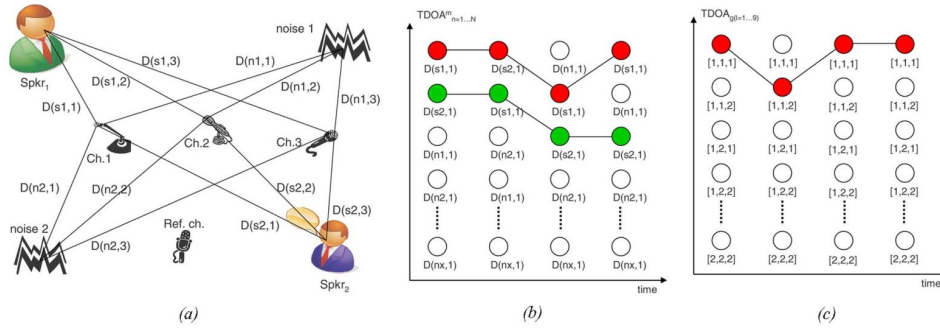 noise 1
Spkr1
D(s1,3)
D(s1,2)
D(s1,1)
D(n1,1)
D(n1,2)
D(n1,3)
Ch.1
Ch.2
Ch.3
D(n2,1)
D(n2,2)
D(s2,2)
D(s2,3)
noise 2
D(n2,3)
Ref. ch.
D(s2,1)
Spkr2
(a)
TDOAm n=1...N
D(s1,1) D(s2,1) D(n1,1) D(s1,1)
D(s2,1) D(s1,1) D(s1,1) D(n1,1)
D(n1,1) D(n2,1) D(s2,1) D(s2,1)
D(n2,1) D(n1,1) D(n2,1) D(n2,1)
D(nx,1) D(nx,1) D(nx,1) D(nx,1)
time
(b)
TDOAg(l=1...9)
[1,1,1] [1,1,1] [1,1,1] [1,1,1]
[1,1,2] [1,1,2] [1,1,2] [1,1,2]
[1,2,1] [1,2,1] [1,2,1] [1,2,1]
[1,2,2] [1,2,2] [1,2,2] [1,2,2]
[2,2,2] [2,2,2] [2,2,2] [2,2,2]
time
(c)